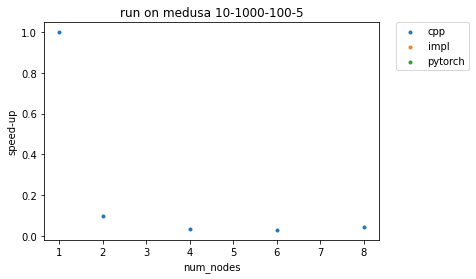 run on medusa 10-1000-100-5
cpp
impl
pytorch
speed-up
1.0
0.8
0.6
0.4
0.2
0.0
1 2 3 4 5 6 7 8
num_nodes